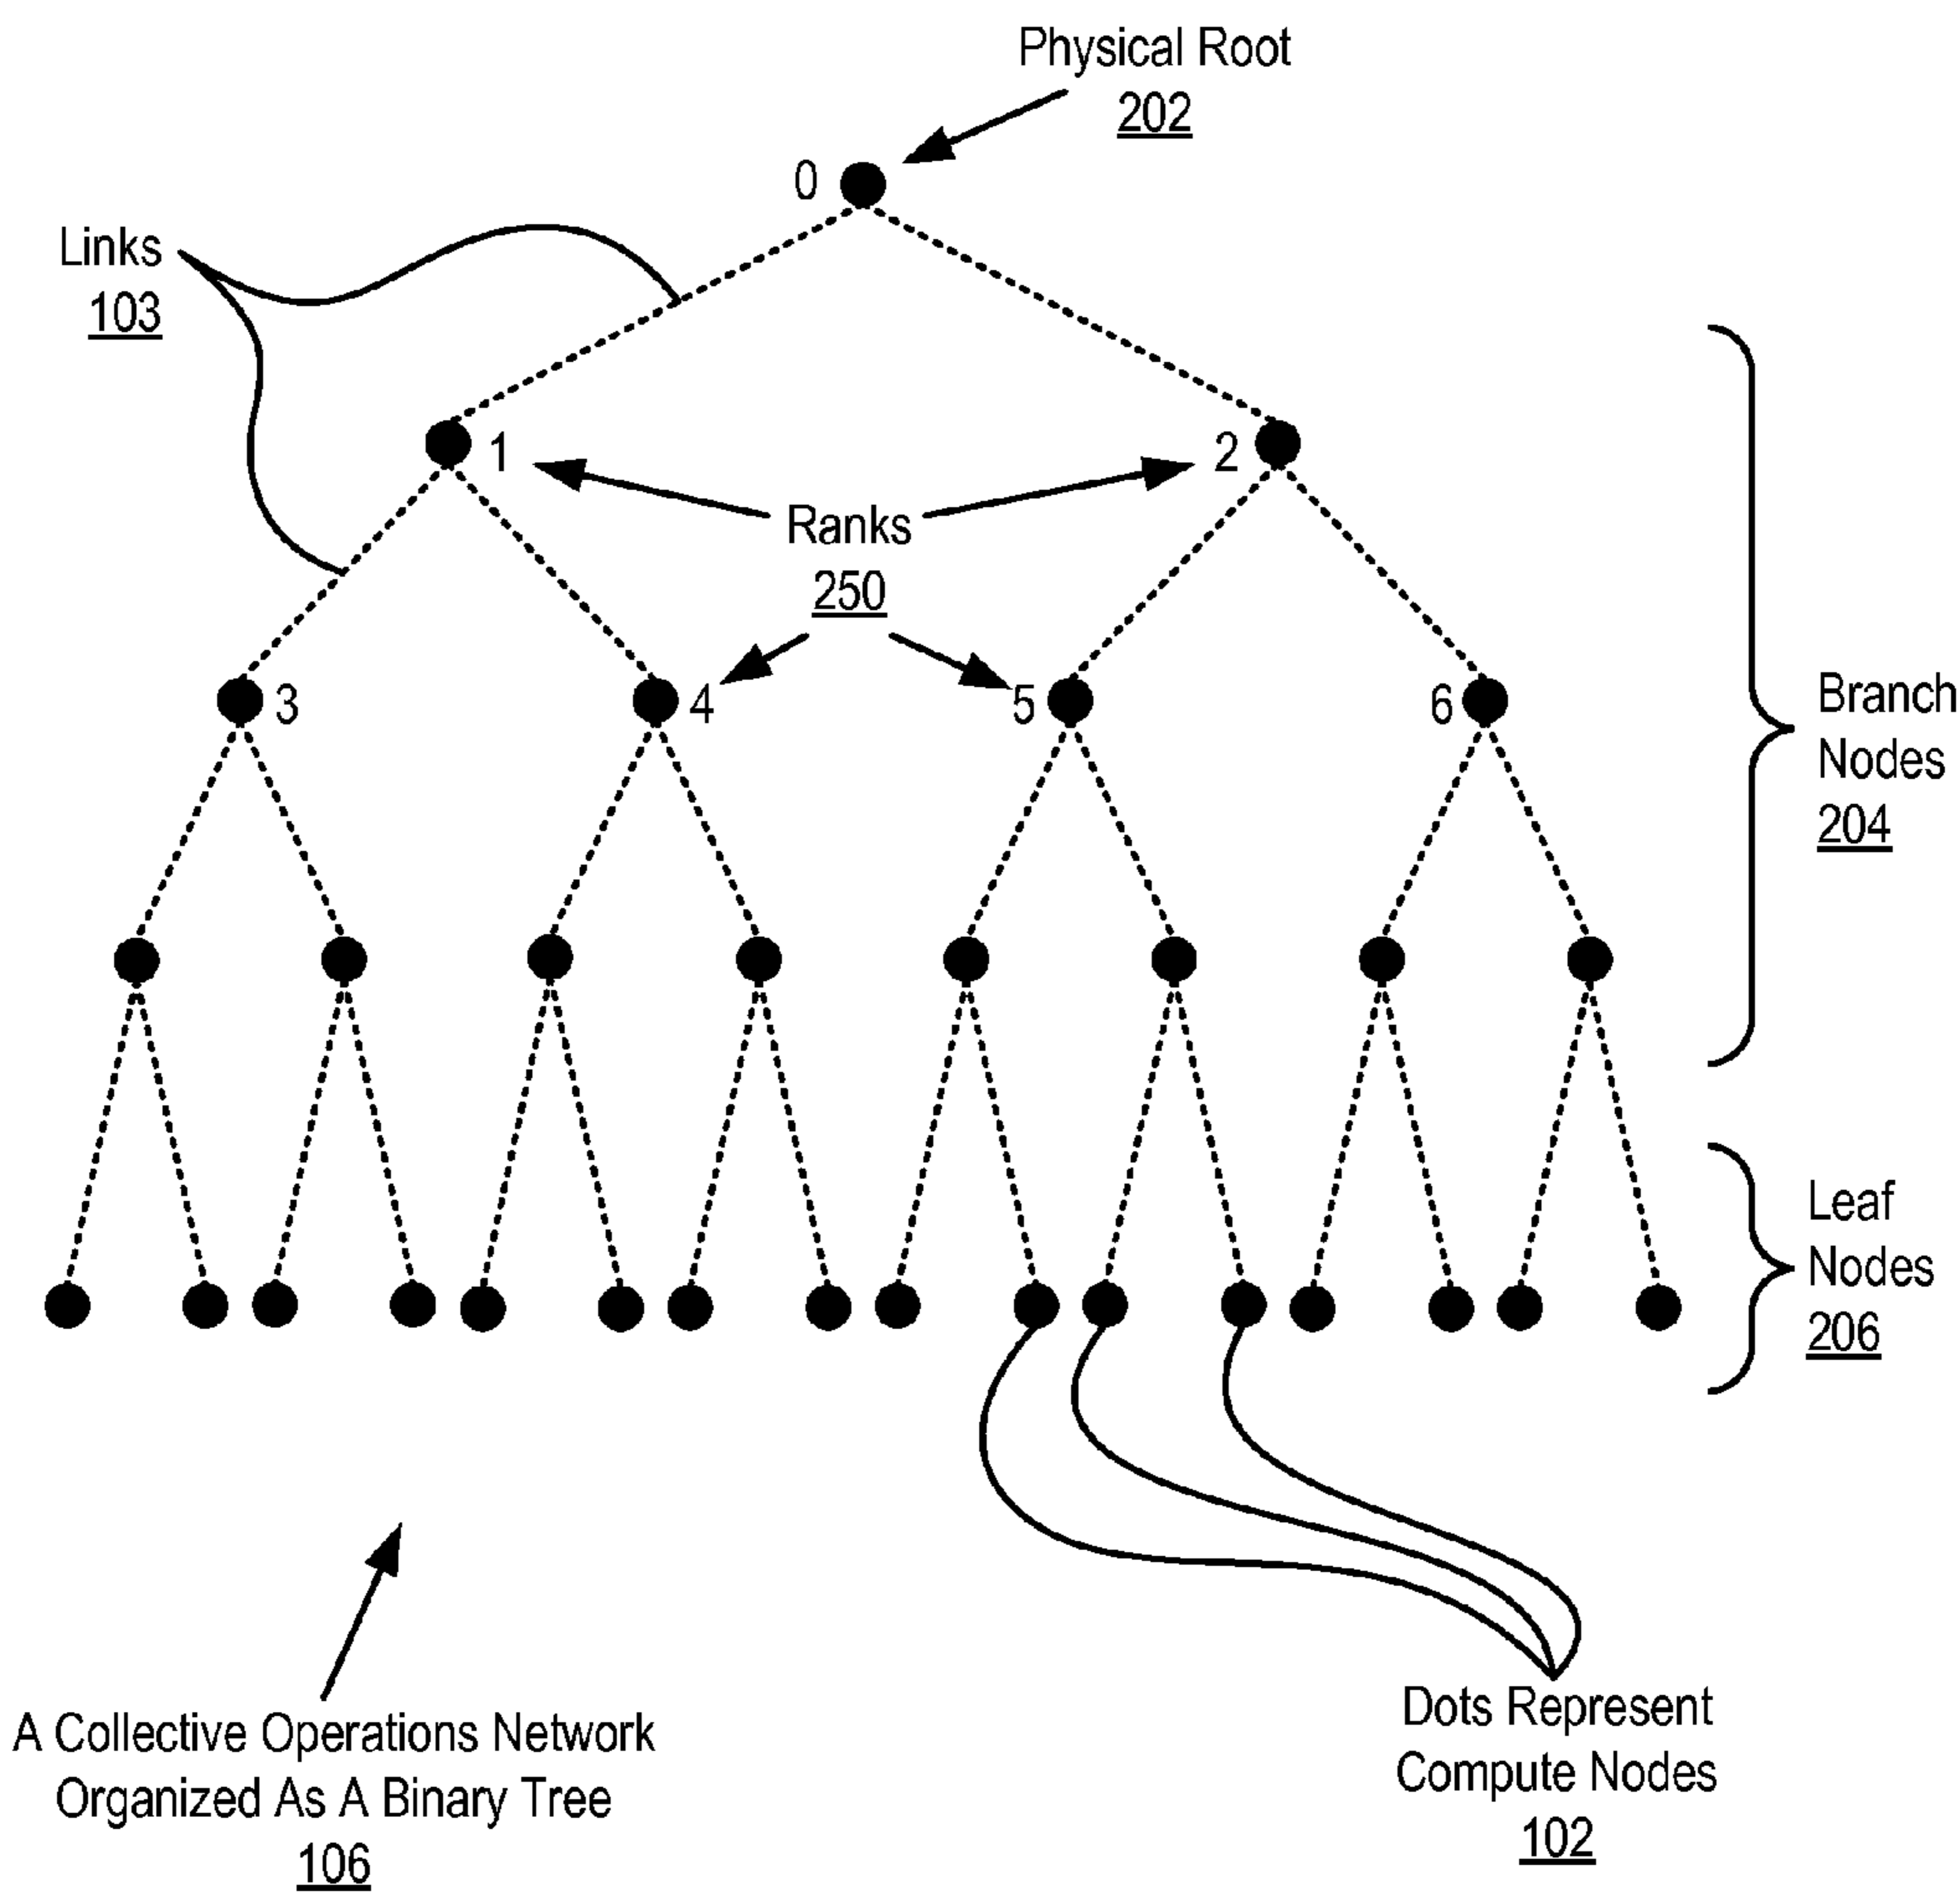 Physical Root
202
0
Links
103
1
2
Ranks
250
3
4
5
6
Branch
Nodes
204
Leaf
Nodes
206
A Collective Operations Network
Organized As A Binary Tree
106
Dots Represent
Compute Nodes
102